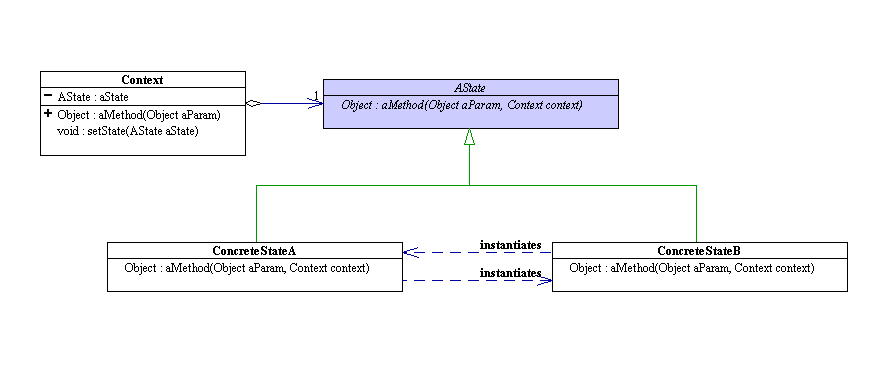 Context
- AState : aState
+ Object : aMethod(Object aParam)
void : setState(AState aState)
1
AState
Object : aMethod(Object aParam, Context context)
ConcreteStateA
Object : aMethod(Object aParam, Context context)
instantiates
instantiates
ConcreteStateB
Object : aMethod(Object aParam, Context context)